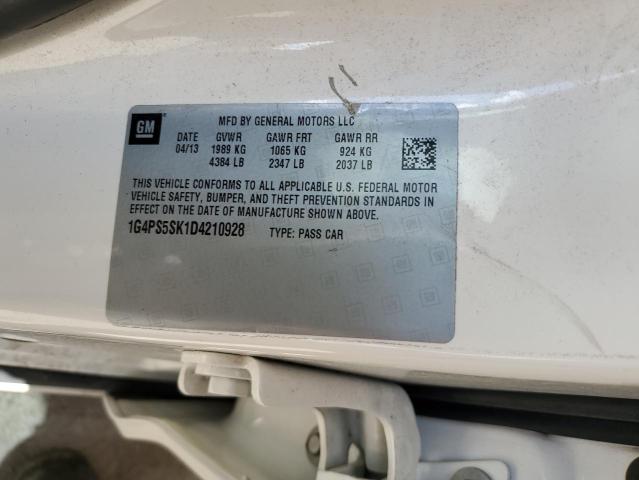 GM
MFD BY GENERAL MOTORS LLC
DATE GVWR GAWR FRT GAWR RR
04/13 1989 KG 1065 KG 924 KG
4384 LB 2347 LB 2037 LB
THIS VEHICLE CONFORMS TO ALL APPLICABLE U.S. FEDERAL MOTOR
VEHICLE SAFETY, BUMPER, AND THEFT PREVENTION STANDARDS IN
EFFECT ON THE DATE OF MANUFACTURE SHOWN ABOVE.
1G4PS5SK1D4210928 TYPE: PASS CAR